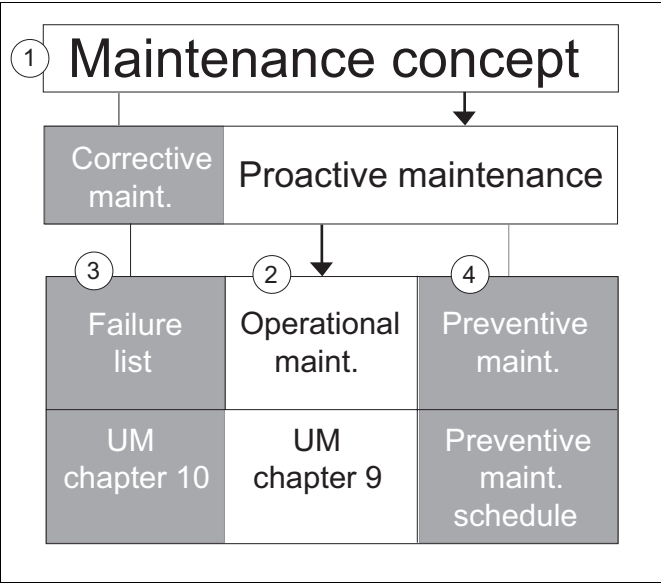 1
Maintenance concept
Corrective
maint.
Proactive maintenance
3
Failure
list
2
Operational
maint.
4
Preventive
maint.
UM
chapter 10
UM
chapter 9
Preventive
maint.
schedule